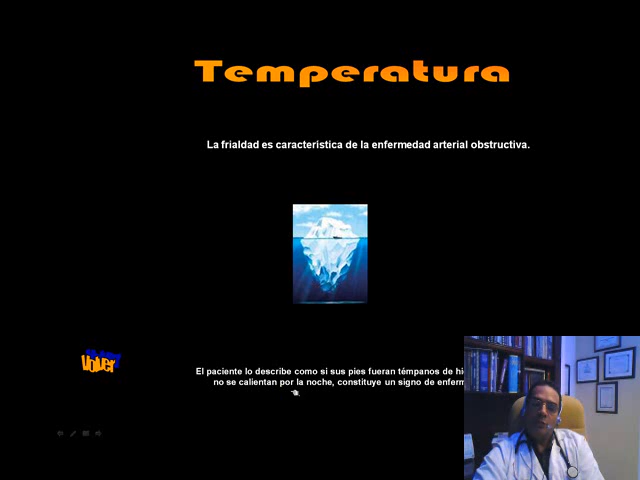 Temperatura
La frialdad es característica de la enfermedad arterial obstructiva.
Volver
El paciente lo describe como si sus pies fueran témpanos de
no se calientan por la noche, constituye un signo de